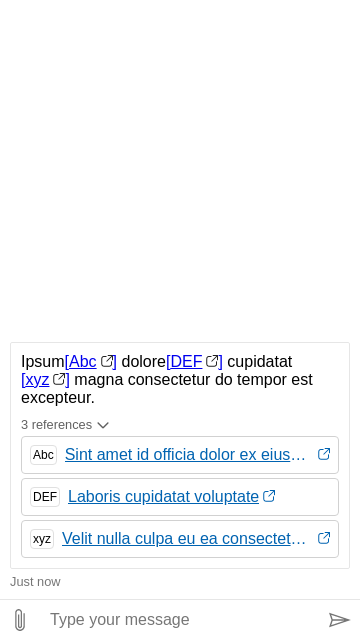 Ipsum[Abc] dolore[DEF] cupidatat
[xyz] magna consectetur do tempor est
excepteur.
3 references
Abc Sint amet id officia dolor ex eius…
DEF Laboris cupidatat voluptate
xyz Velit nulla culpa eu ea consectet…
Just now
Type your message